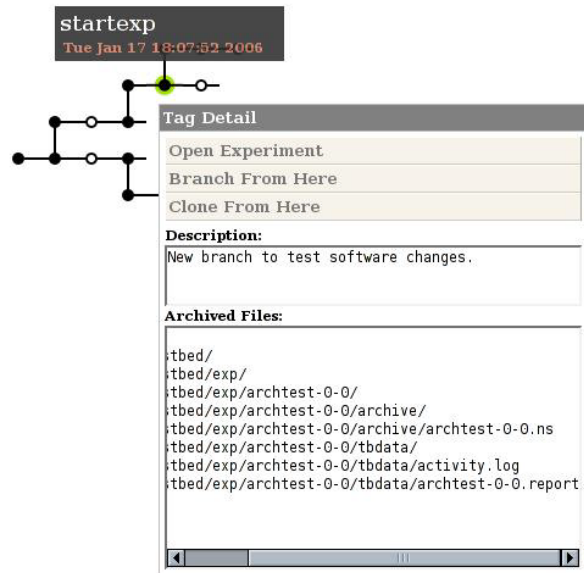 startexp
Tue Jan 17 18:07:52 2006
Tag Detail
Open Experiment
Branch From Here
Clone From Here
Description:
New branch to test software changes.
Archived Files:
tbed/
tbed/exp/
tbed/exp/archtest-0-0/
tbed/exp/archtest-0-0/archive/
tbed/exp/archtest-0-0/archive/archtest-0-0.ns
tbed/exp/archtest-0-0/tbdata/
tbed/exp/archtest-0-0/tbdata/activity.log
tbed/exp/archtest-0-0/tbdata/archtest-0-0.report